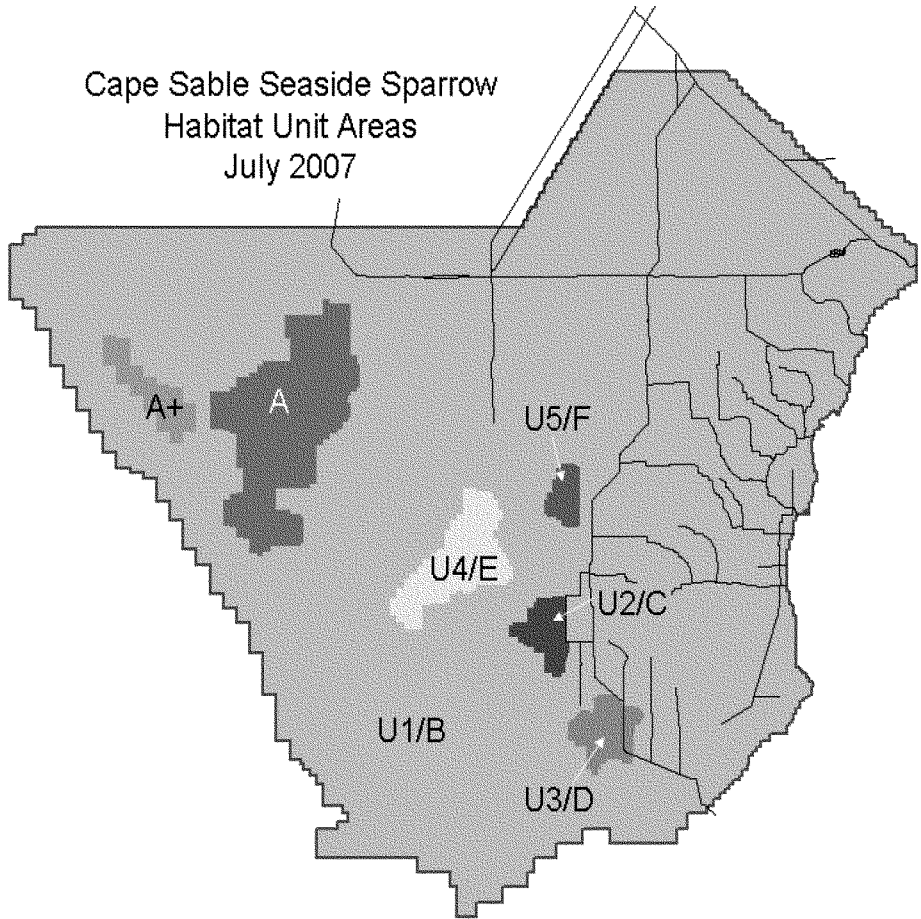 Cape Sable Seaside Sparrow
Habitat Unit Areas
July 2007
A+
A
U5/F
U4/E
U2/C
U1/B
U3/D